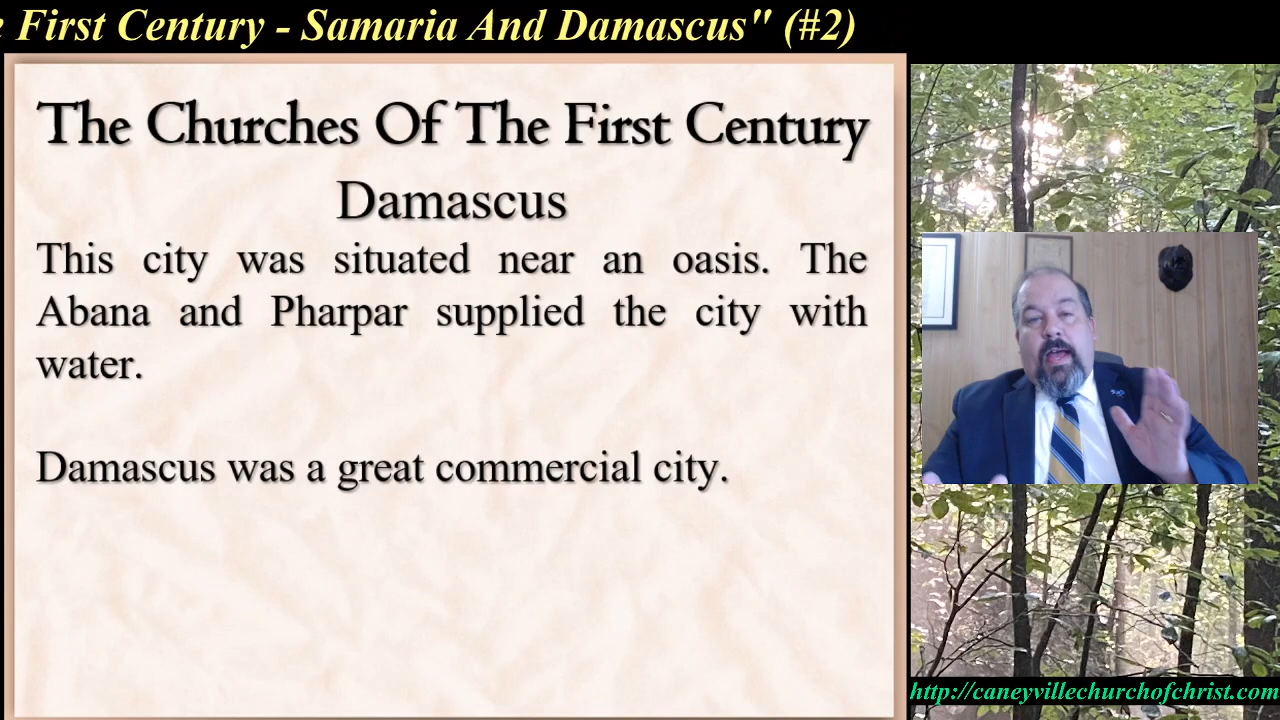 First Century - Samaria And Damascus" (#2)
The Churches Of The First Century
Damascus
This city was situated near an oasis. The
Abana and Pharpar supplied the city with
water.
Damascus was a great commercial city.
http://caneyvillechurchofchrist.com